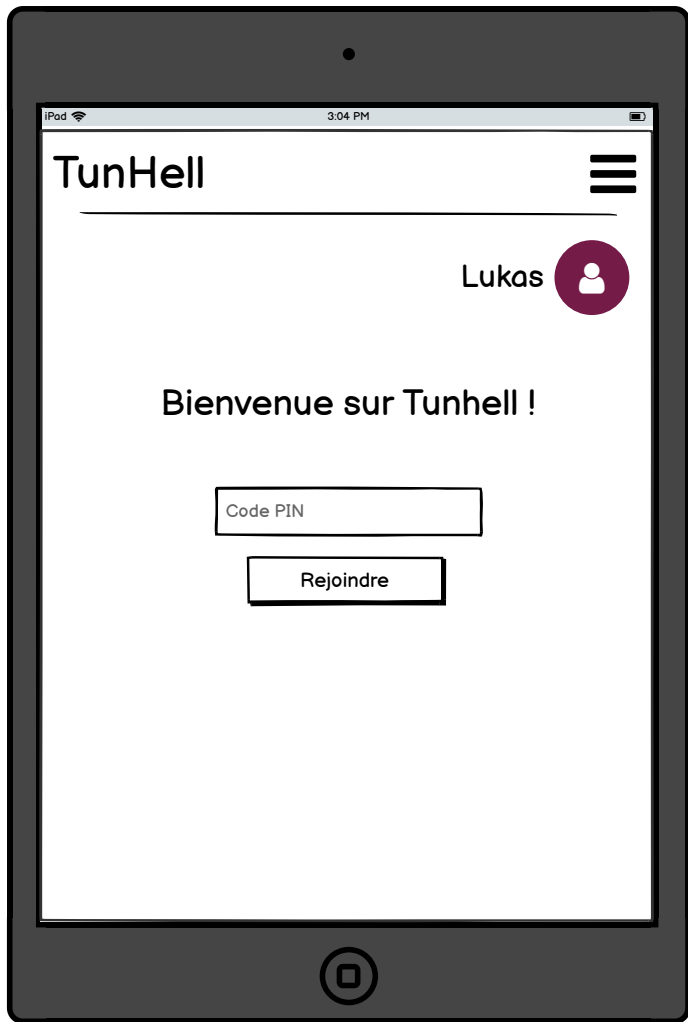 iPad 3:04 PM
TunHell
Lukas
Bienvenue sur Tunhell !
Code PIN
Rejoindre